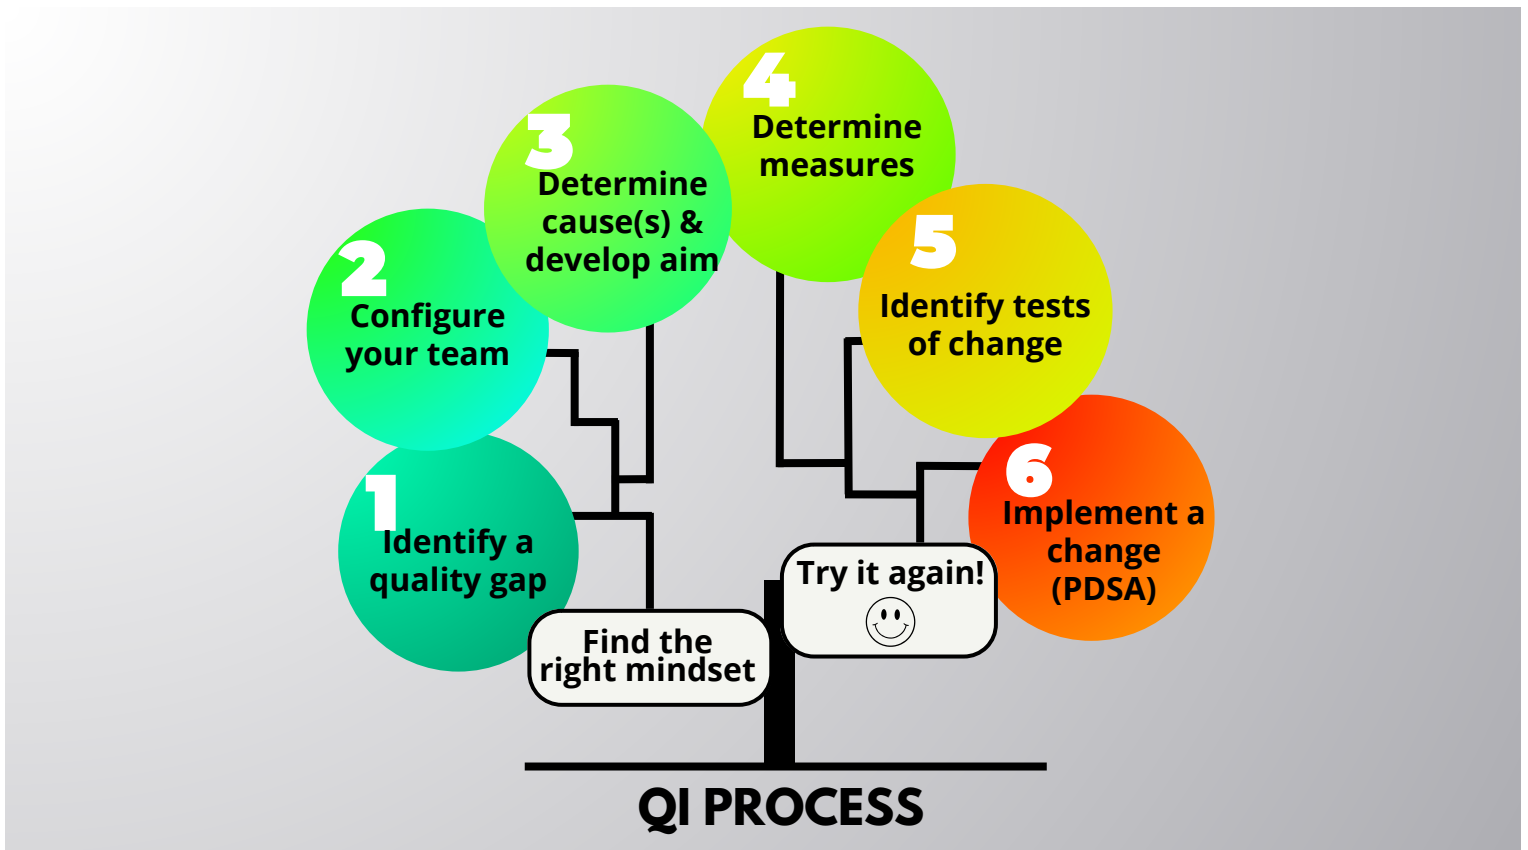 1
Identify a
quality gap
2
Configure
your team
3
Determine
cause(s) &
develop aim
4
Determine
measures
5
Identify tests
of change
6
Implement a
change
(PDSA)
Find the
right mindset
Try it again!
QI PROCESS